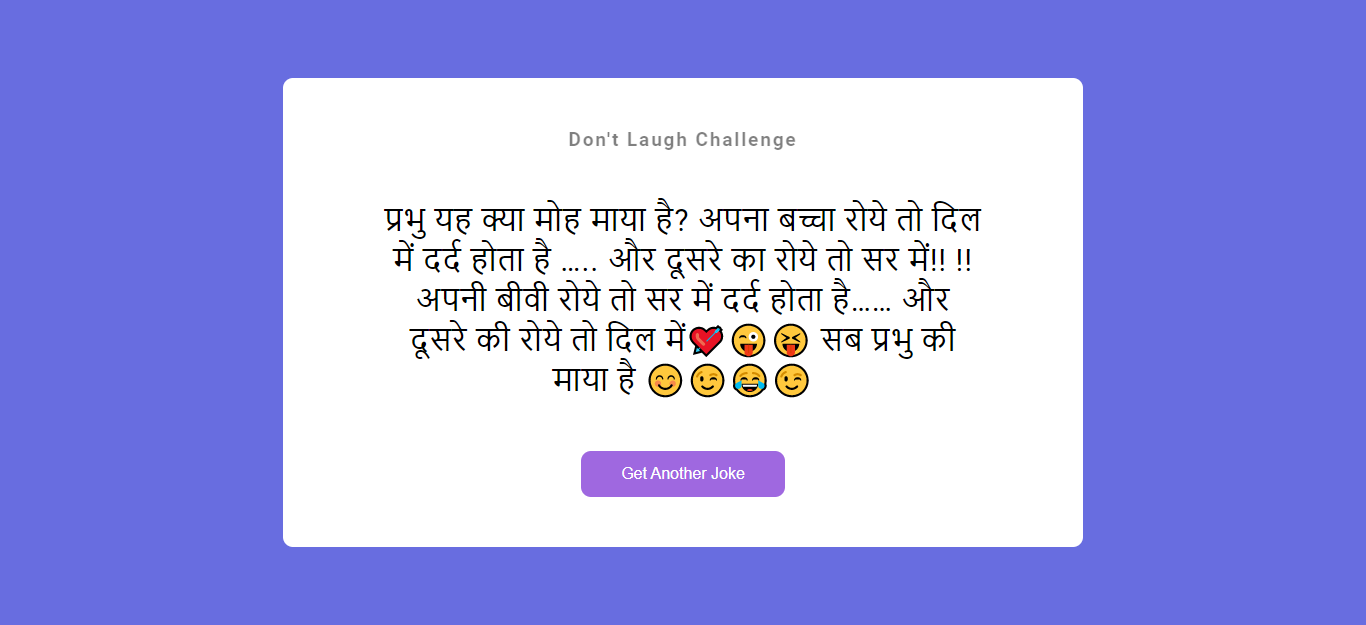 Don't Laugh Challenge
प्रभु यह क्या मोह माया है? अपना बच्चा रोये तो दिल
में दर्द होता है ….. और दूसरे का रोये तो सर में!! !!
अपनी बीवी रोये तो सर में दर्द होता है…… और
दूसरे की रोये तो दिल में💘😜😝 सब प्रभु की
माया है 😊😉😂😉
Get Another Joke